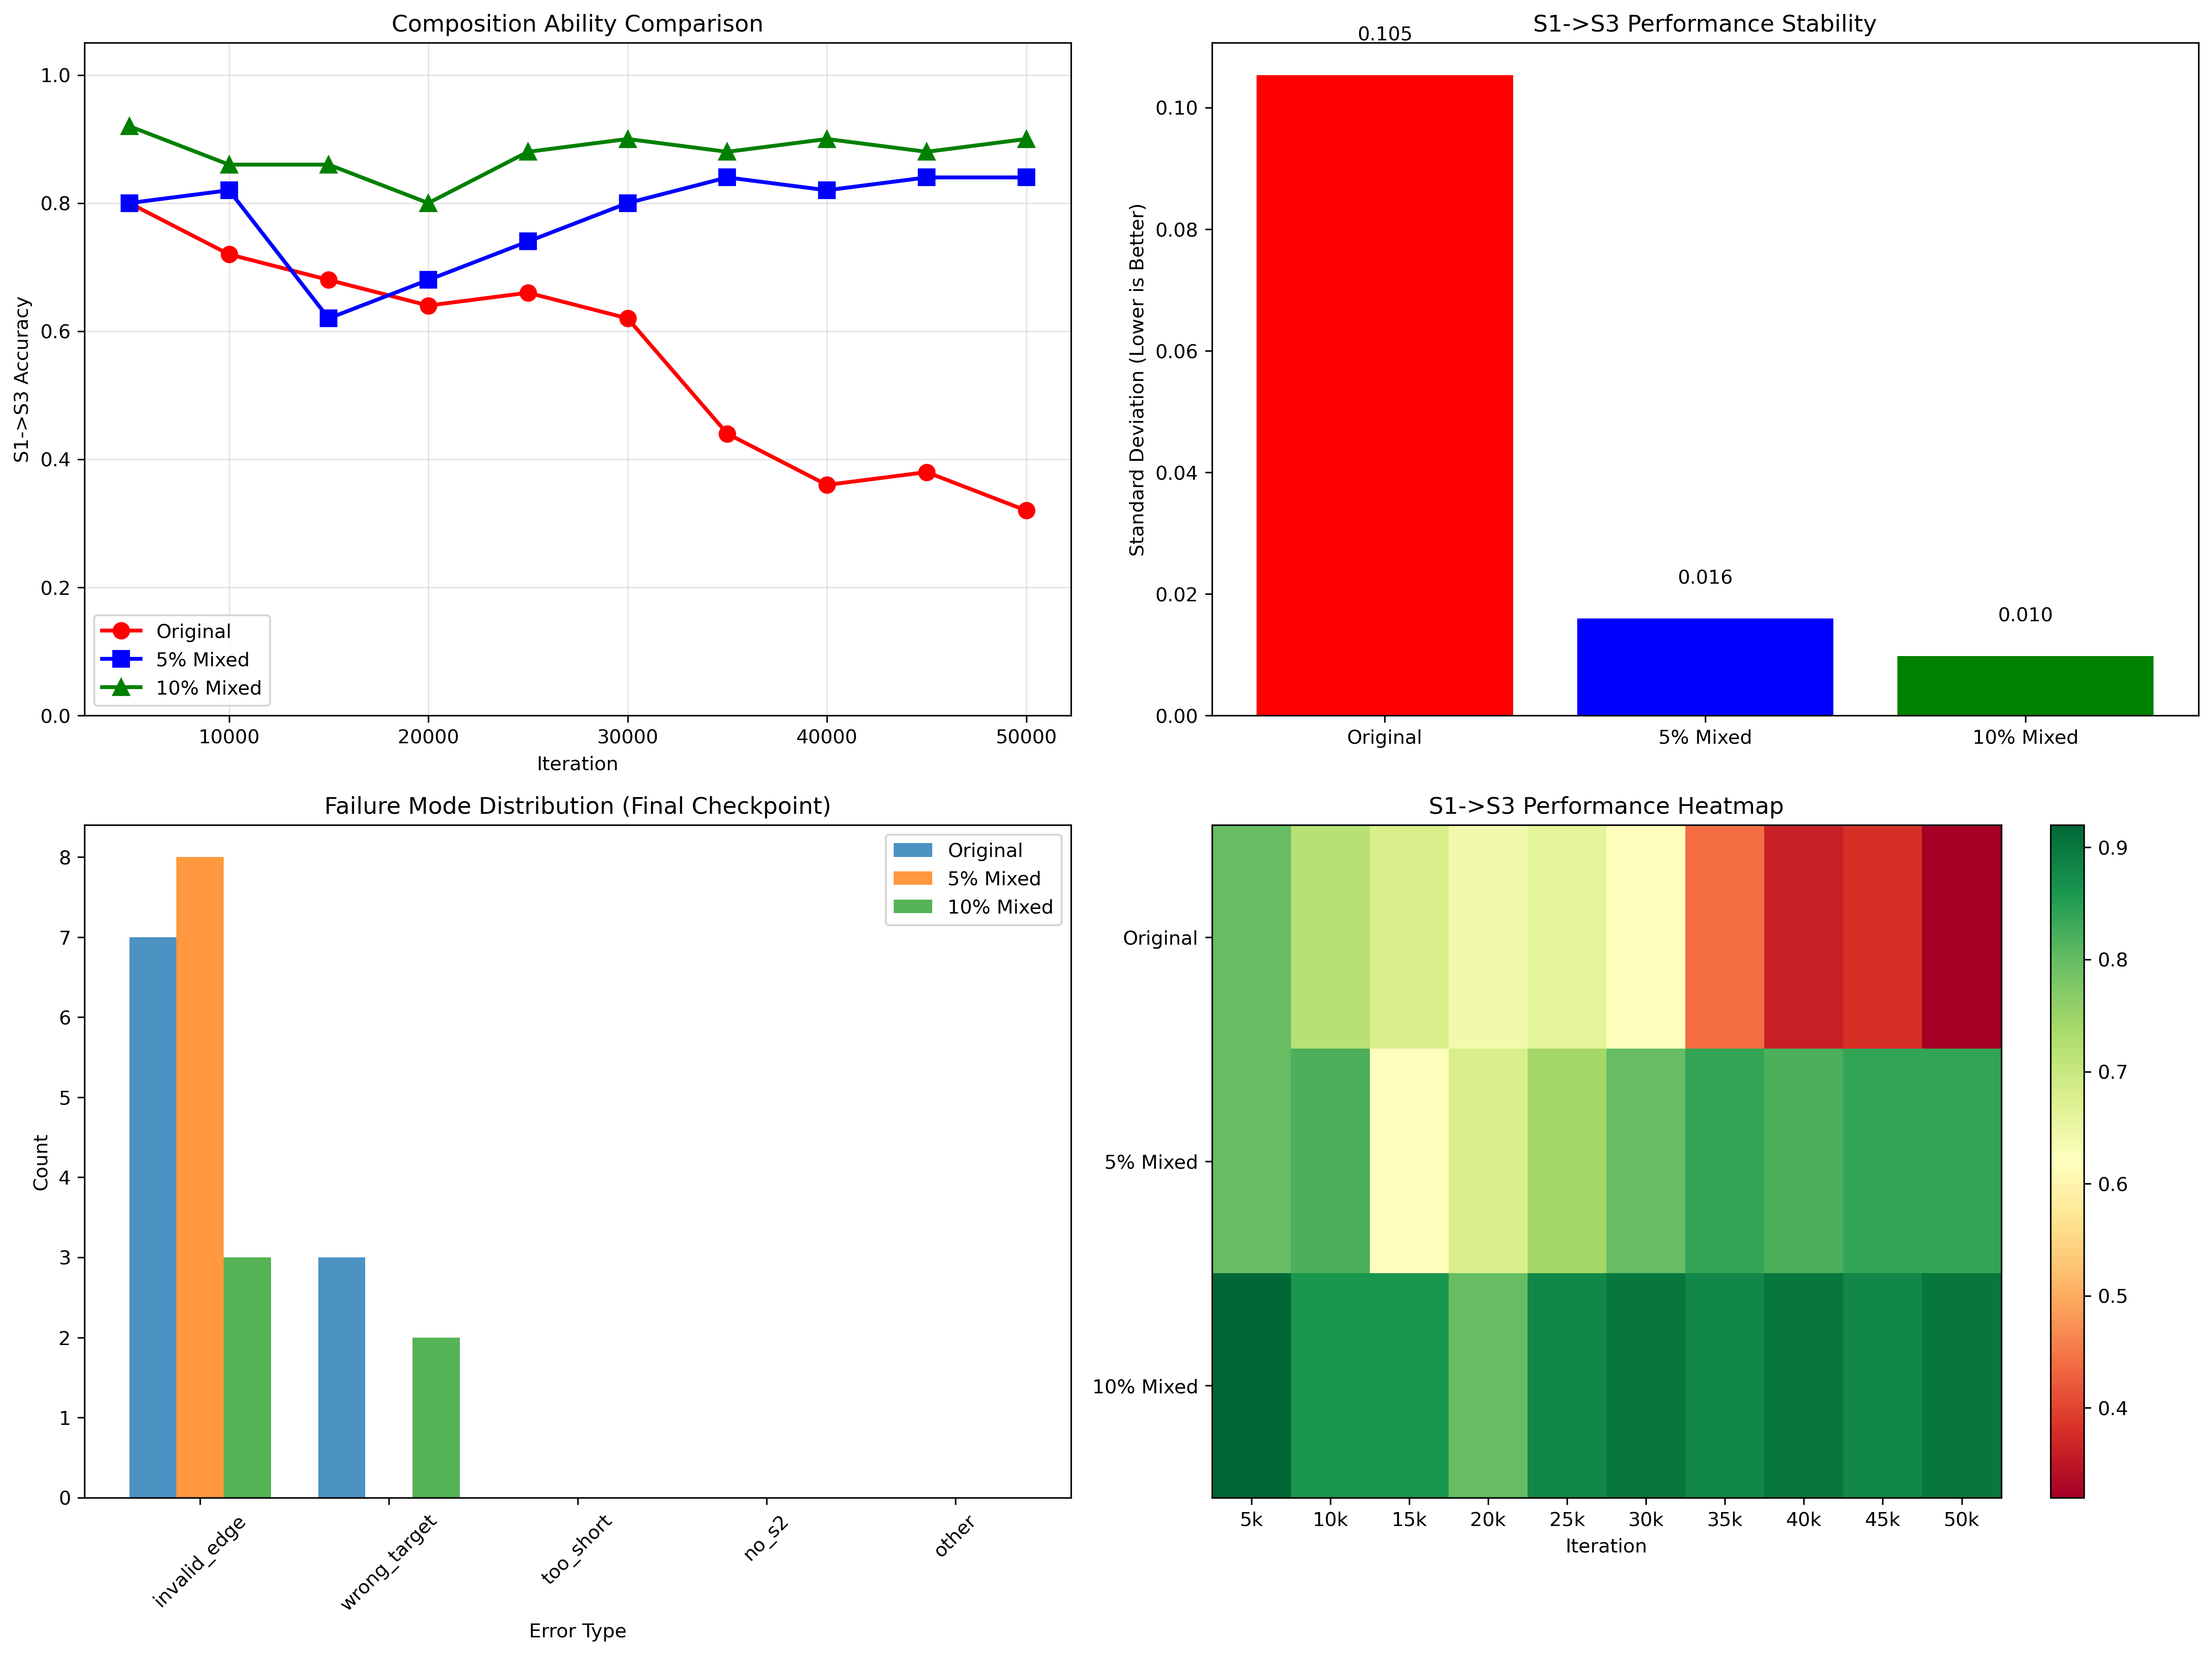 Composition Ability Comparison
S1->S3 Accuracy
1.0
0.8
0.6
0.4
0.2
0.0
Original
5% Mixed
10% Mixed
10000
20000
30000
40000
50000
Iteration
S1->S3 Performance Stability
Standard Deviation (Lower is Better)
0.10
0.08
0.06
0.04
0.02
0.00
0.105
0.016
0.010
Original
5% Mixed
10% Mixed
Failure Mode Distribution (Final Checkpoint)
Count
8
7
6
5
4
3
2
1
0
Original
5% Mixed
10% Mixed
invalid_edge
wrong_target
too_short
no_s2
other
Error Type
S1->S3 Performance Heatmap
Original
5% Mixed
10% Mixed
5k
10k
15k
20k
25k
30k
35k
40k
45k
50k
Iteration
0.9
0.8
0.7
0.6
0.5
0.4